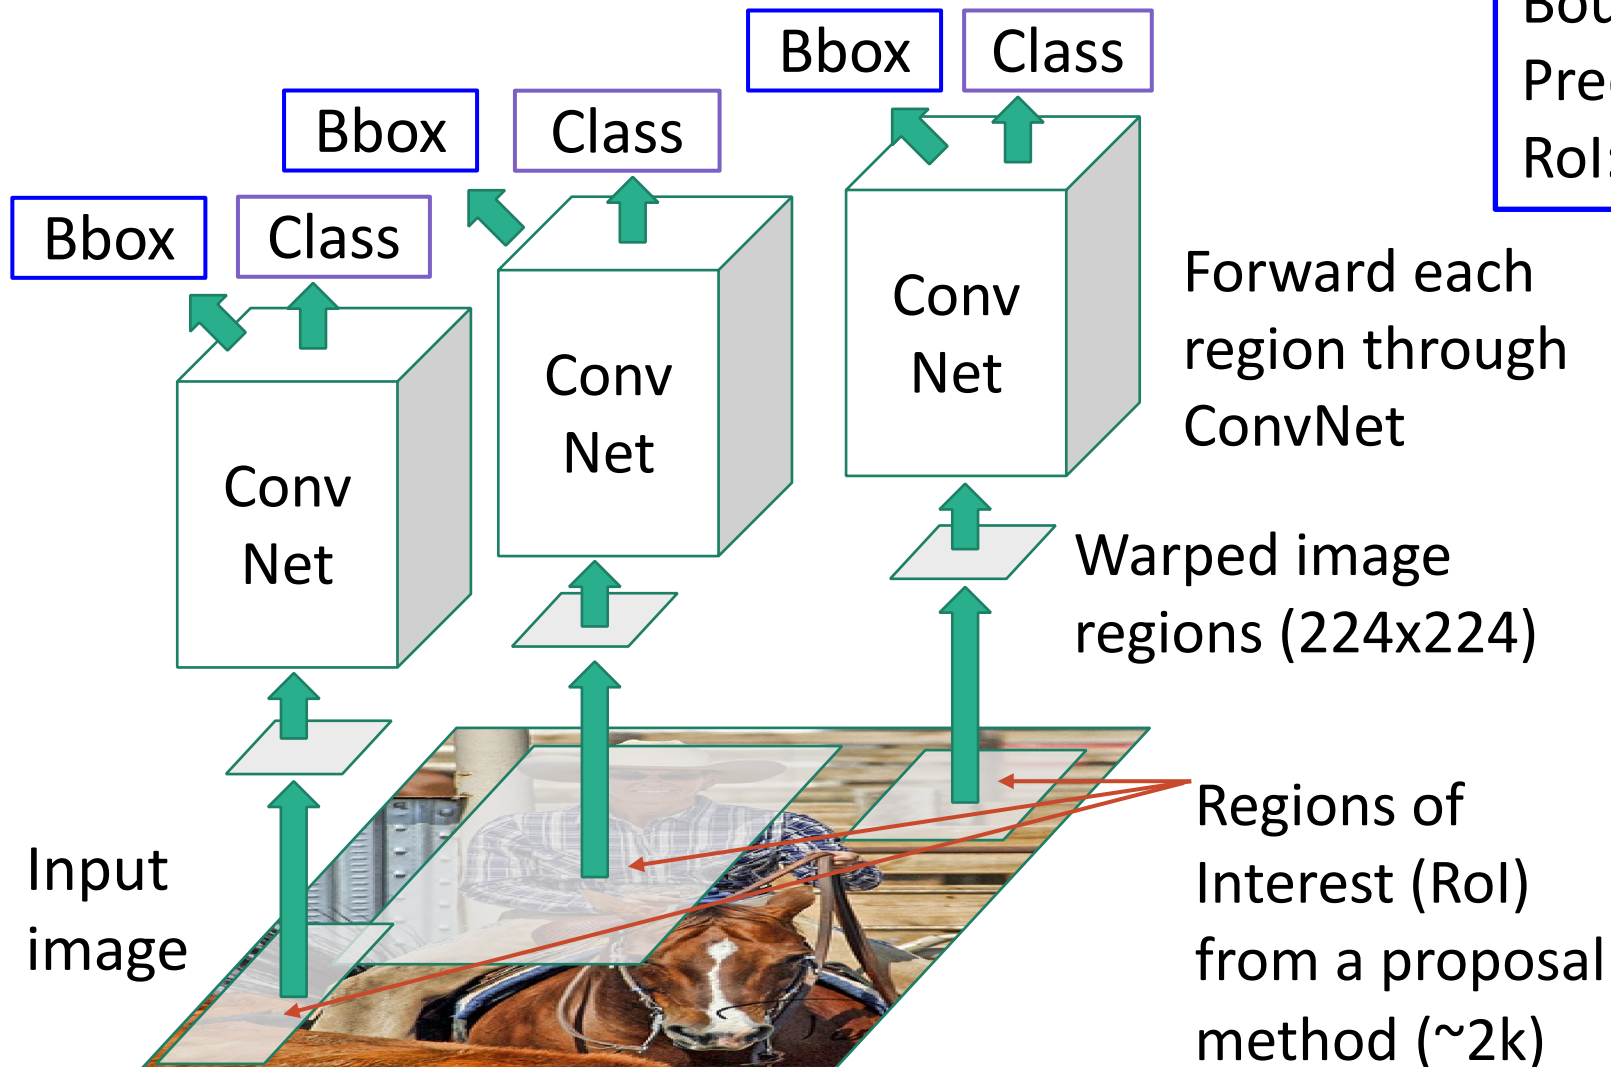 Bbox Class
Bbox Class
Bbox Class
Conv
Net
Conv
Net
Conv
Net
Forward each
region through
ConvNet
Warped image
regions (224x224)
Input
image
Regions of
Interest (RoI)
from a proposal
method (~2k)
RoI: